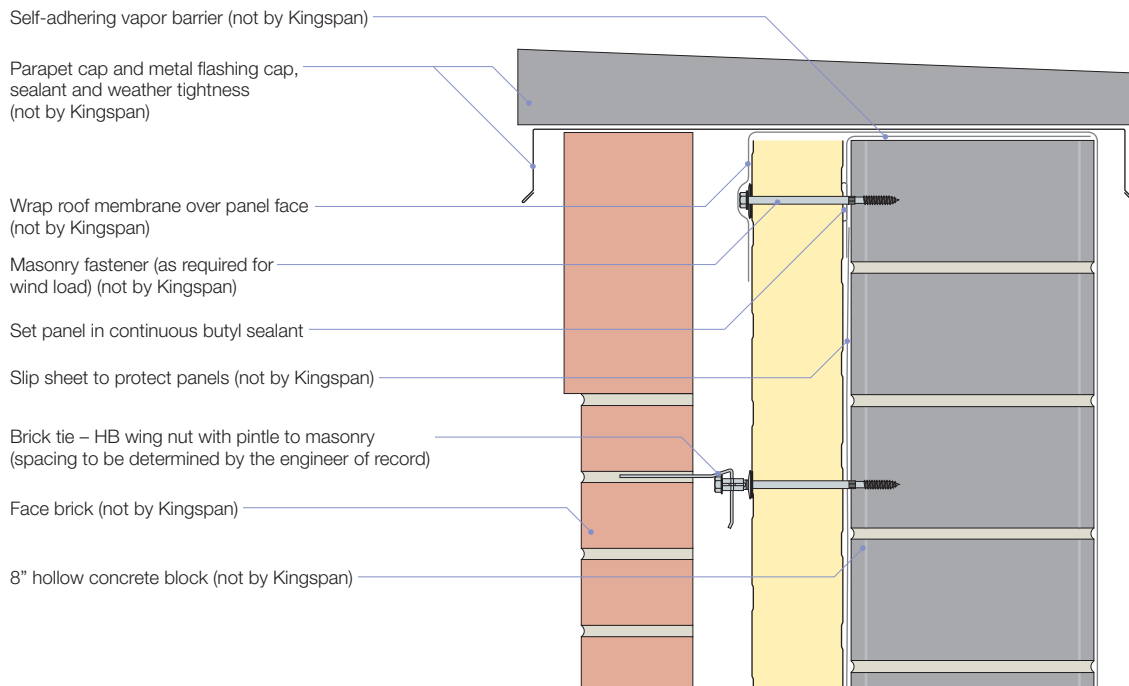 Self-adhering vapor barrier (not by Kingspan)
Parapet cap and metal flashing cap,
sealant and weather tightness
(not by Kingspan)
Wrap roof membrane over panel face
(not by Kingspan)
Masonry fastener (as required for
wind load) (not by Kingspan)
Set panel in continuous butyl sealant
Slip sheet to protect panels (not by Kingspan)
Brick tie – HB wing nut with pintle to masonry
(spacing to be determined by the engineer of record)
Face brick (not by Kingspan)
8” hollow concrete block (not by Kingspan)